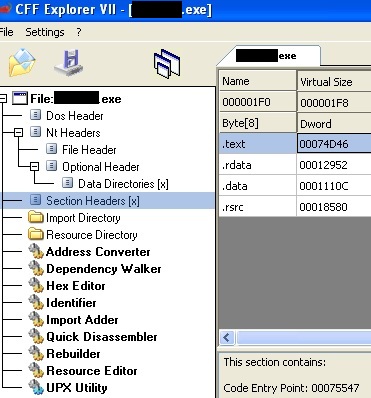 CFF Explorer VII - [ .exe]
File Settings ?
.exe
File: .exe
Dos Header
Nt Headers
File Header
Optional Header
Data Directories [x]
Section Headers [x]
Import Directory
Resource Directory
Address Converter
Dependency Walker
Hex Editor
Identifier
Import Adder
Quick Disassembler
Rebuilder
Resource Editor
UPX Utility
Name Virtual Size
000001F0 000001F8
Byte[8] Dword
.text 00074D46
.rdata 00012952
.data 0001110C
.rsrc 00018580
This section contains:
Code Entry Point: 00075547